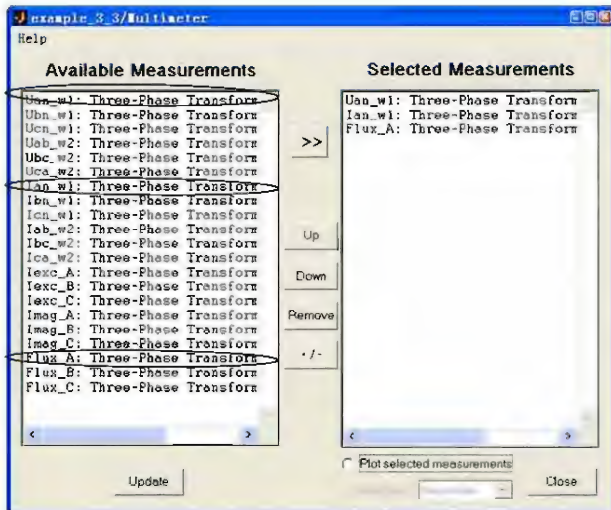 example_3_3/Multimeter
Help
Available Measurements
Uan_w1: Three-Phase Transform
Ubn_w1: Three-Phase Transform
Ucn_w1: Three-Phase Transform
Uab_w2: Three-Phase Transform
Ubc_w2: Three-Phase Transform
Uca_w2: Three-Phase Transform
Ian_w1: Three-Phase Transform
Ibn_w1: Three-Phase Transform
Icn_w1: Three-Phase Transform
Iab_w2: Three-Phase Transform
Ibc_w2: Three-Phase Transform
Ica_w2: Three-Phase Transform
Iexc_A: Three-Phase Transform
Iexc_B: Three-Phase Transform
Iexc_C: Three-Phase Transform
Imag_A: Three-Phase Transform
Imag_B: Three-Phase Transform
Imag_C: Three-Phase Transform
Flux_A: Three-Phase Transform
Flux_B: Three-Phase Transform
Flux_C: Three-Phase Transform
Update
>>
Up
Down
Remove
+/-
Selected Measurements
Uan_w1: Three-Phase Transform
Ian_w1: Three-Phase Transform
Flux_A: Three-Phase Transform
Plot selected measurements
Close